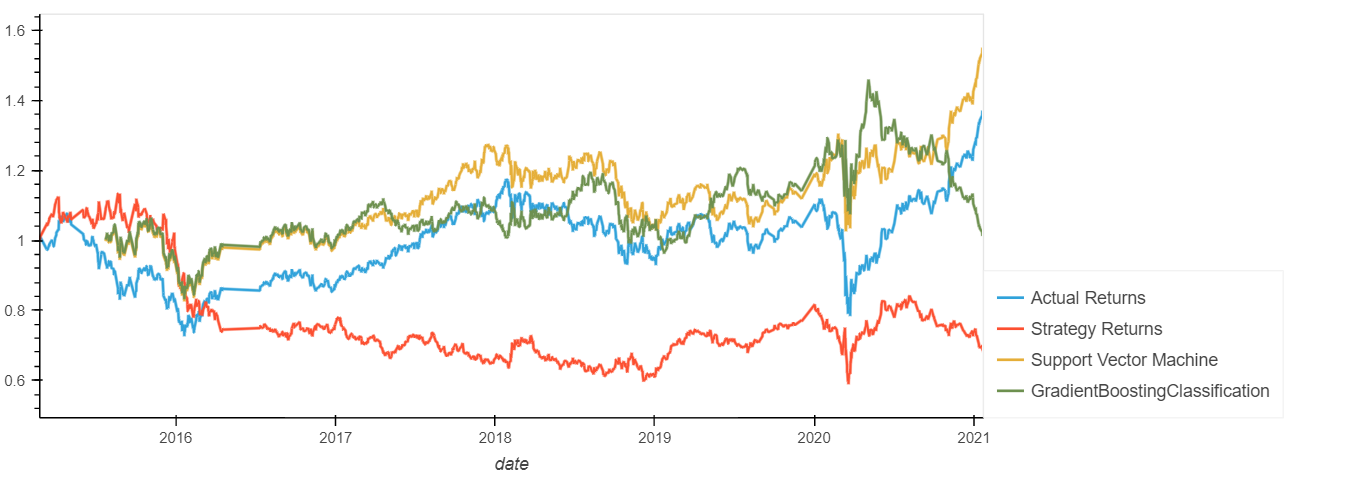 1.6
1.4
1.2
1
0.8
0.6
2016 2017 2018 2019 2020 2021
date
Actual Returns
Strategy Returns
Support Vector Machine
GradientBoostingClassification